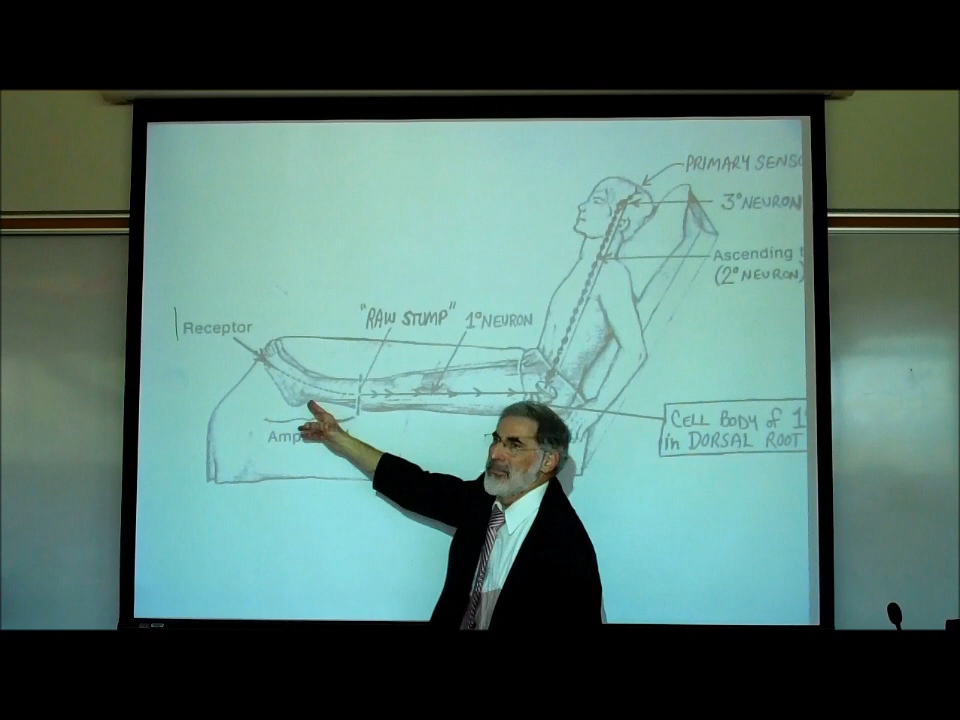 PRIMARY SENSO
3° NEURON
Ascending t
(2° NEURON)
"RAW STUMP"
1° NEURON
Receptor
CELL BODY of 1°
in DORSAL ROOT
Amp